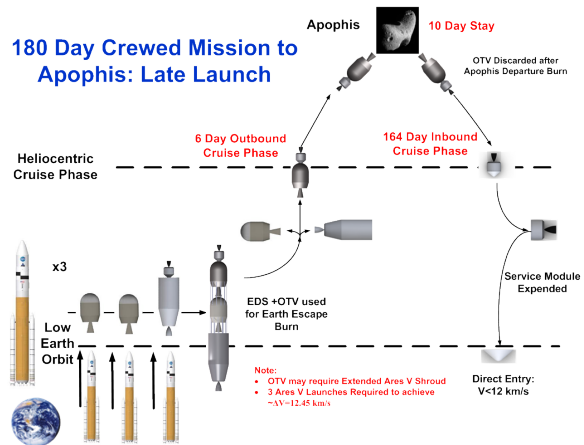 180 Day Crewed Mission to
Apophis: Late Launch
Apophis
10 Day Stay
OTV Discarded after
Apophis Departure Burn
6 Day Outbound
Cruise Phase
164 Day Inbound
Cruise Phase
Heliocentric
Cruise Phase
x3
EDS +OTV used
for Earth Escape
Burn
Service Module
Expended
Low
Earth
Orbit
Note:
• OTV may require Extended Ares V Shroud
• 3 Ares V Launches Required to achieve
~ΔV~12.45 km/s
Direct Entry:
V<12 km/s